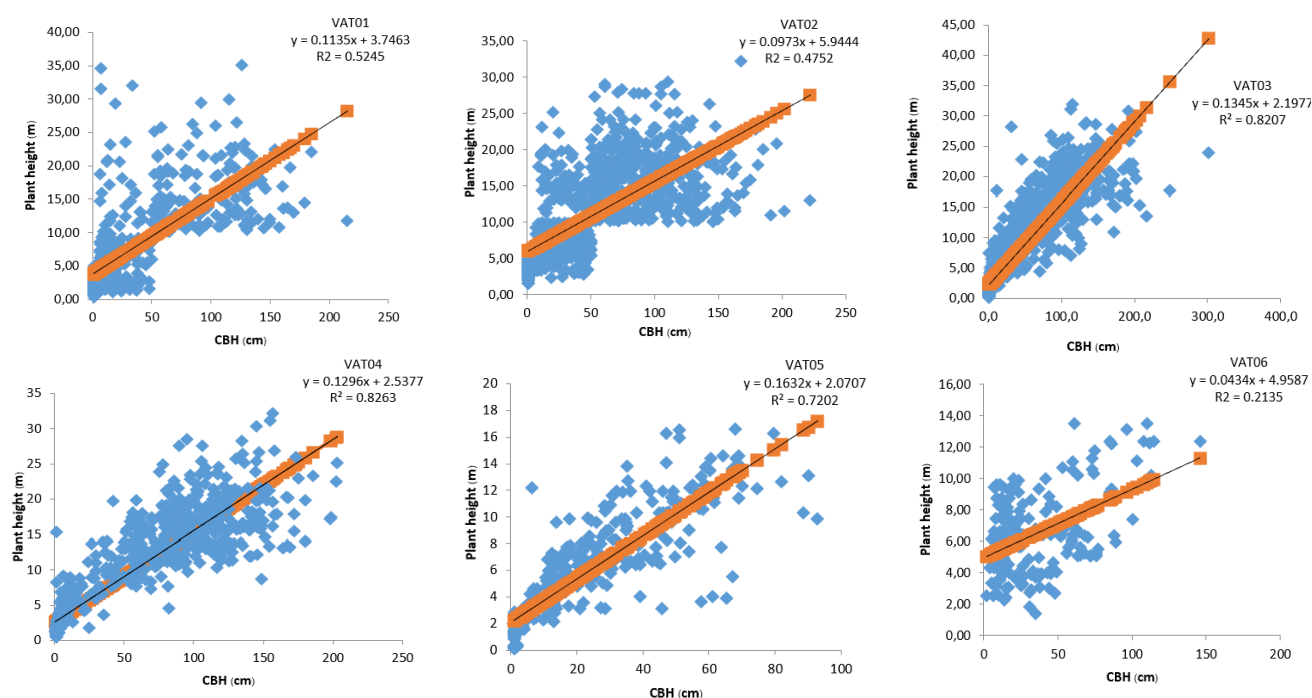 VAT01
y = 0.1135x + 3.7463
R2 = 0.5245
40,00
35,00
30,00
25,00
20,00
15,00
10,00
5,00
0,00
Plant height (m)
0 50 100 150 200 250
CBH (cm)
VAT02
y = 0.0973x + 5.9444
R2 = 0.4752
35,00
30,00
25,00
20,00
15,00
10,00
5,00
0,00
Plant height (m)
0 50 100 150 200 250
CBH (cm)
VAT03
y = 0.1345x + 2.1977
R² = 0.8207
45,00
40,00
35,00
30,00
25,00
20,00
15,00
10,00
5,00
0,00
Plant height (m)
0,0 100,0 200,0 300,0 400,0
CBH (cm)
VAT04
y = 0.1296x + 2.5377
R² = 0.8263
35
30
25
20
15
10
5
0
Plant height (m)
0 50 100 150 200 250
CBH (cm)
VAT05
y = 0.1632x + 2.0707
R² = 0.7202
20
18
16
14
12
10
8
6
4
2
0
Plant height (m)
0 20 40 60 80 100
CBH (cm)
VAT06
y = 0.0434x + 4.9587
R2 = 0.2135
16,00
14,00
12,00
10,00
8,00
6,00
4,00
2,00
0,00
Plant height (m)
0 50 100 150 200
CBH (cm)